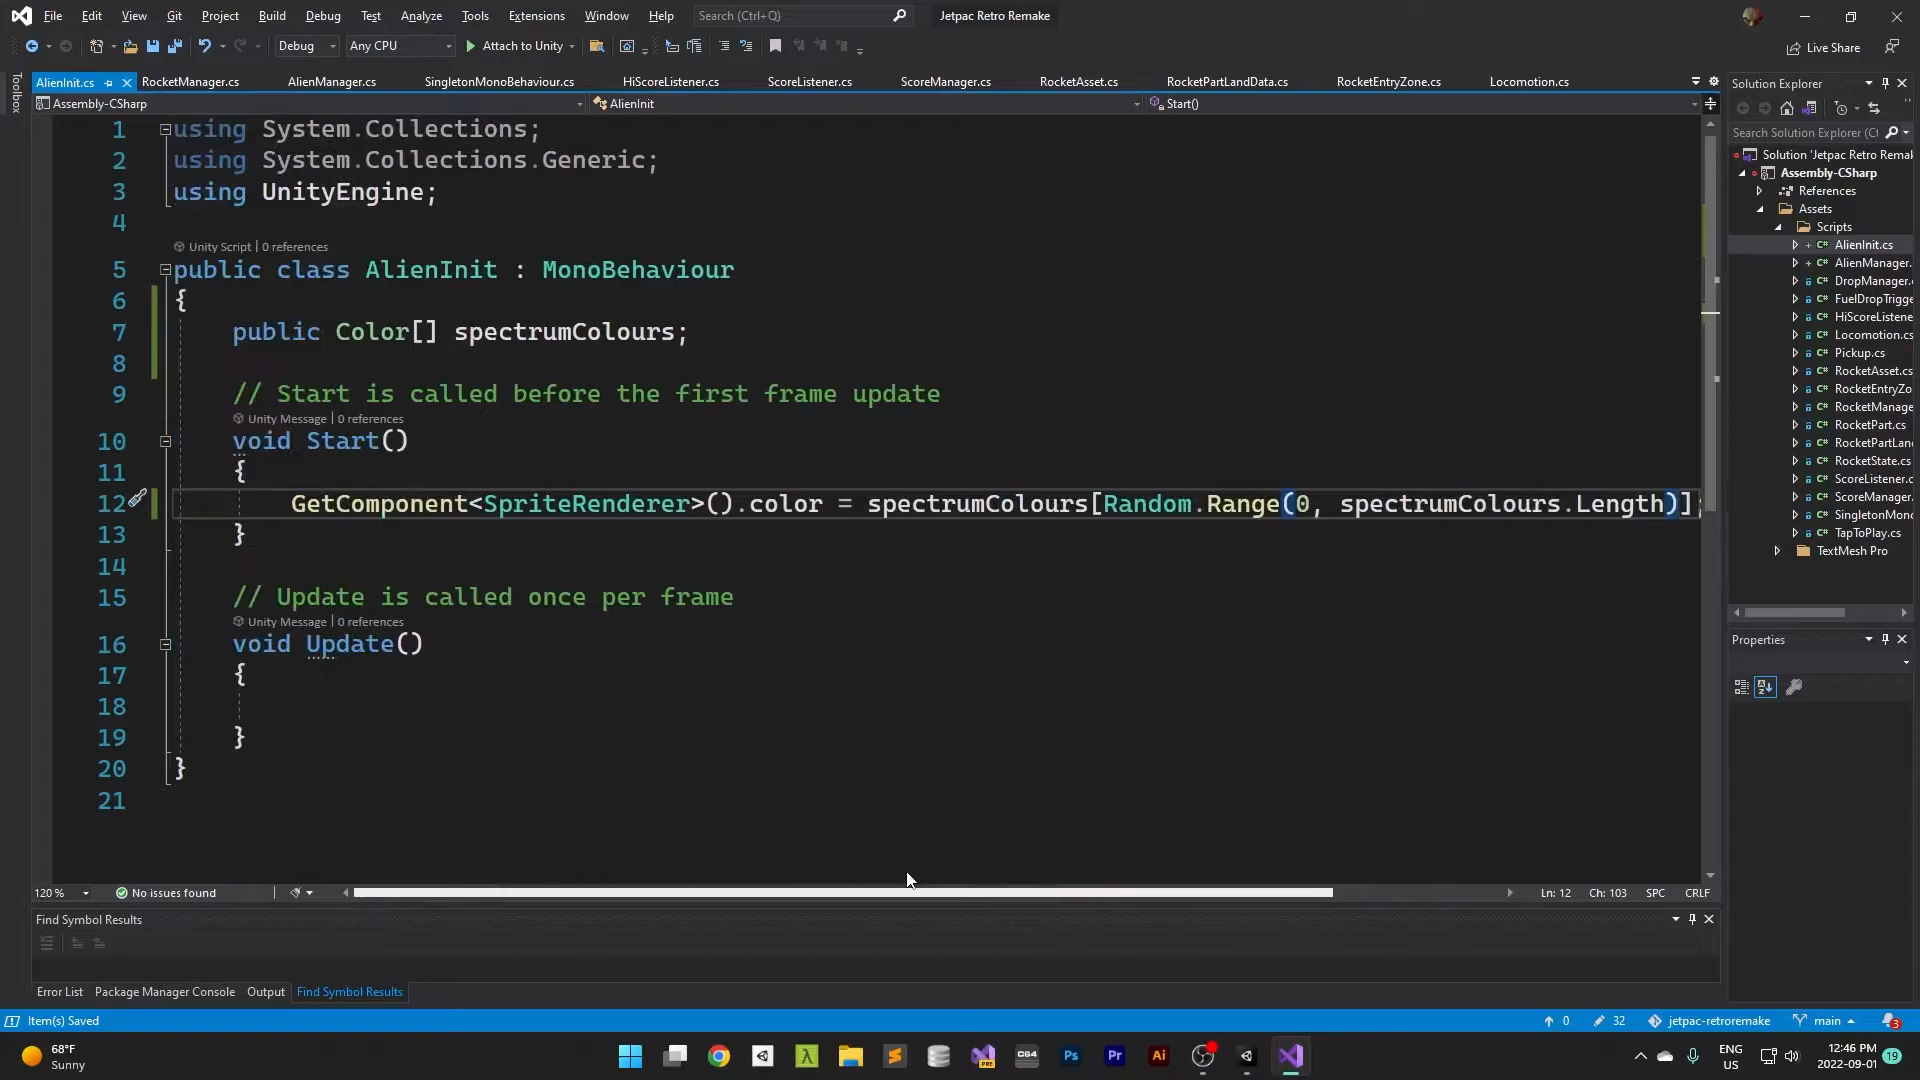 File Edit View Git Project Build Debug Test Analyze Tools Extensions Window Help Search (Ctrl+Q) Jetpac Retro Remake
Debug Any CPU Attach to Unity Live Share
Toolbox
AlienInit.cs RocketManager.cs AlienManager.cs SingletonMonoBehaviour.cs HiScoreListener.cs ScoreListener.cs ScoreManager.cs RocketAsset.cs RocketPartLandData.cs RocketEntryZone.cs Locomotion.cs
Assembly-CSharp AlienInit Start()
1 using System.Collections;
2 using System.Collections.Generic;
3 using UnityEngine;
4
Unity Script | 0 references
5 public class AlienInit : MonoBehaviour
6 {
7 public Color[] spectrumColours;
8
9 // Start is called before the first frame update
Unity Message | 0 references
10 void Start()
11 {
12 GetComponent<SpriteRenderer>().color = spectrumColours[Random.Range(0, spectrumColours.Length)];
13 }
14
15 // Update is called once per frame
Unity Message | 0 references
16 void Update()
17 {
18
19 }
20 }
21
120 % No issues found Ln: 12 Ch: 103 SPC CRLF
Find Symbol Results
Error List Package Manager Console Output Find Symbol Results
Solution Explorer
Search Solution Explorer (Ct
Solution 'Jetpac Retro Remak
Assembly-CSharp
References
Assets
Scripts
AlienInit.cs
AlienManager.
DropManager.c
FuelDropTrigge
HiScoreListene
Locomotion.cs
Pickup.cs
RocketAsset.cs
RocketEntryZo
RocketManage
RocketPart.cs
RocketPartLan
RocketState.cs
ScoreListener.c
ScoreManager.
SingletonMono
TapToPlay.cs
TextMesh Pro
Properties
Item(s) Saved 0 32 jetpac-retroremake main 3
68°F
Sunny
λ C64 Ps Pr Ai
PRE
ENG
US
12:46 PM
2022-09-01
19